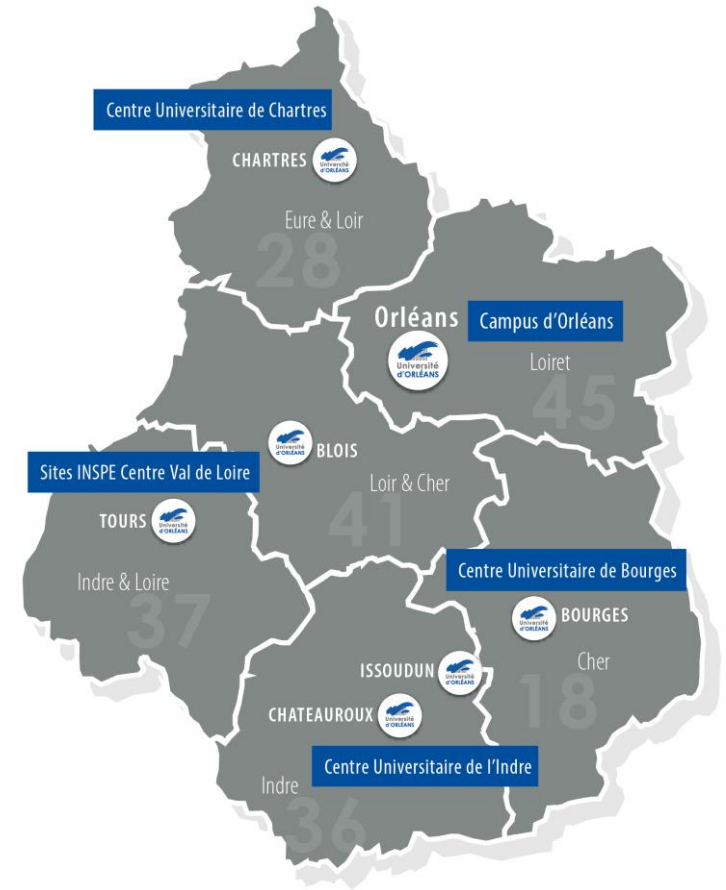 Centre Universitaire de Chartres
CHARTRES
Université
d'ORLÉANS
Eure & Loir
28
Orléans
Campus d'Orléans
Université
d'ORLÉANS
Loiret
45
Université
d'ORLÉANS
BLOIS
Sites INSPE Centre Val de Loire
Loir & Cher
41
TOURS
Université
d'ORLÉANS
Indre & Loire
37
Centre Universitaire de Bourges
Université
d'ORLÉANS
BOURGES
Cher
18
ISSOUDUN
Université
d'ORLÉANS
CHATEAUROUX
Université
d'ORLÉANS
Centre Universitaire de l'Indre
Indre
36